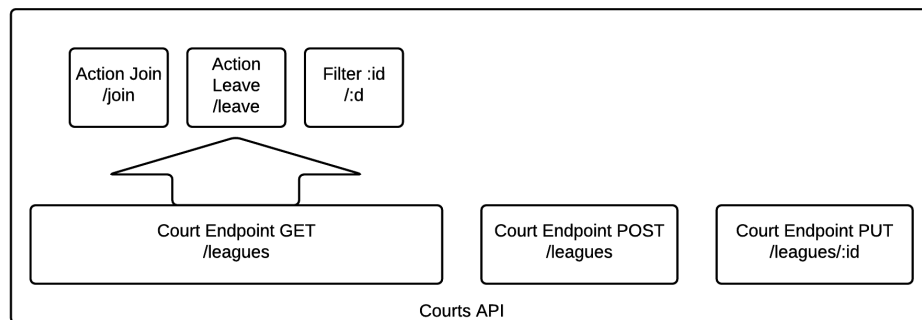 Action Join
/join
Action
Leave
/leave
Filter :id
/:d
Court Endpoint GET
/leagues
Court Endpoint POST
/leagues
Court Endpoint PUT
/leagues/:id
Courts API